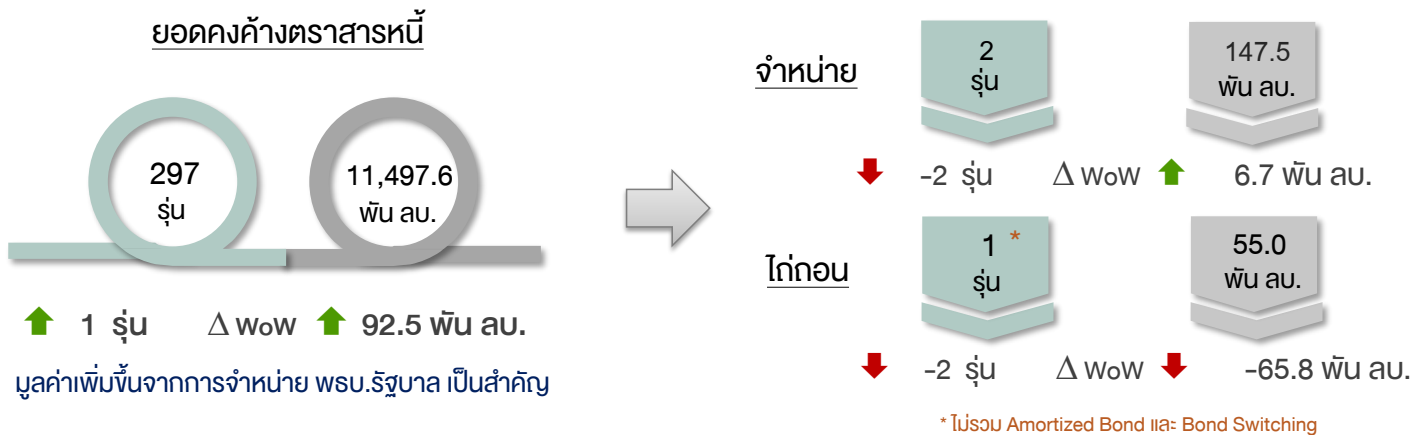 ยอดคงค้างตราสารหนี้
297
รุ่น
11,497.6
พัน ลบ.
1 รุ่น Δ WoW 92.5 พัน ลบ.
มูลค่าเพิ่มขึ้นจากการจำหน่าย พธบ.รัฐบาล เป็นสำคัญ
จำหน่าย
2
รุ่น
147.5
พัน ลบ.
-2 รุ่น Δ WoW 6.7 พัน ลบ.
ไถ่ถอน
1 *
รุ่น
55.0
พัน ลบ.
-2 รุ่น Δ WoW -65.8 พัน ลบ.
* ไม่รวม Amortized Bond และ Bond Switching